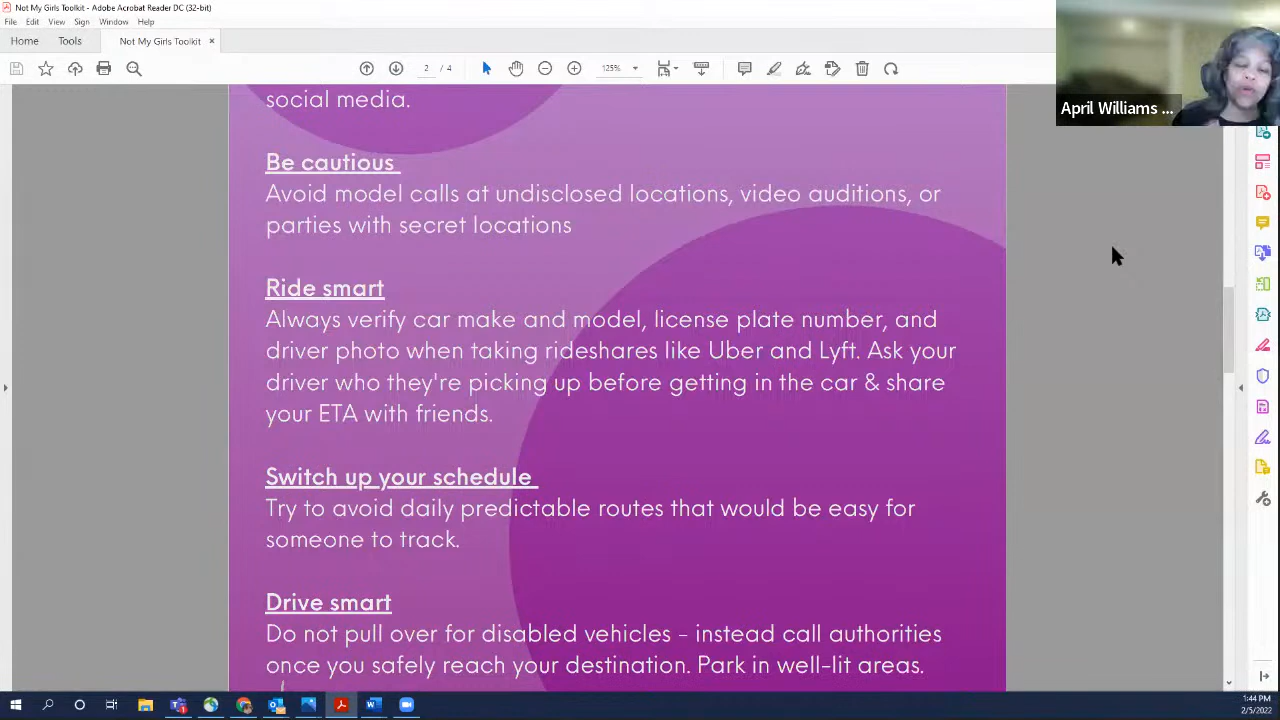 Not My Girls Toolkit - Adobe Acrobat Reader DC (32-bit)
File Edit View Sign Window Help
Home Tools Not My Girls Toolkit ×
2 / 4 125%
April Williams ...
social media.
Be cautious
Avoid model calls at undisclosed locations, video auditions, or
parties with secret locations
Ride smart
Always verify car make and model, license plate number, and
driver photo when taking rideshares like Uber and Lyft. Ask your
driver who they're picking up before getting in the car & share
your ETA with friends.
Switch up your schedule
Try to avoid daily predictable routes that would be easy for
someone to track.
Drive smart
Do not pull over for disabled vehicles - instead call authorities
once you safely reach your destination. Park in well-lit areas.
1:44 PM
2/5/2022